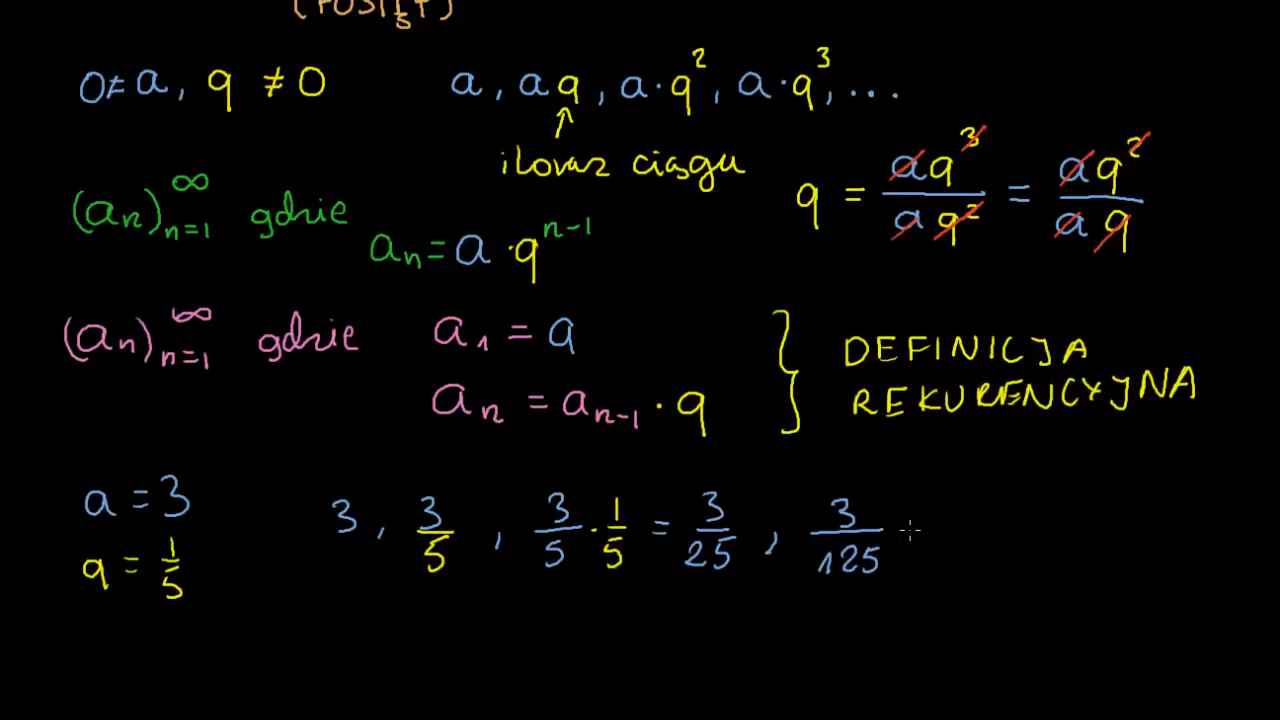 0 ≠ a, q ≠ 0
a, aq, a·q², a·q³, ...
iloraz ciągu
q = aq³/aq² = aq²/aq
(aₙ)ₙ₌₁^∞ gdzie
aₙ = a·qⁿ⁻¹
(aₙ)ₙ₌₁^∞ gdzie a₁ = a
aₙ = aₙ₋₁ · q
DEFINICJA
REKURENCYJNA
a = 3
q = 1/5
3, 3/5, 3/5 · 1/5 = 3/25, 3/125